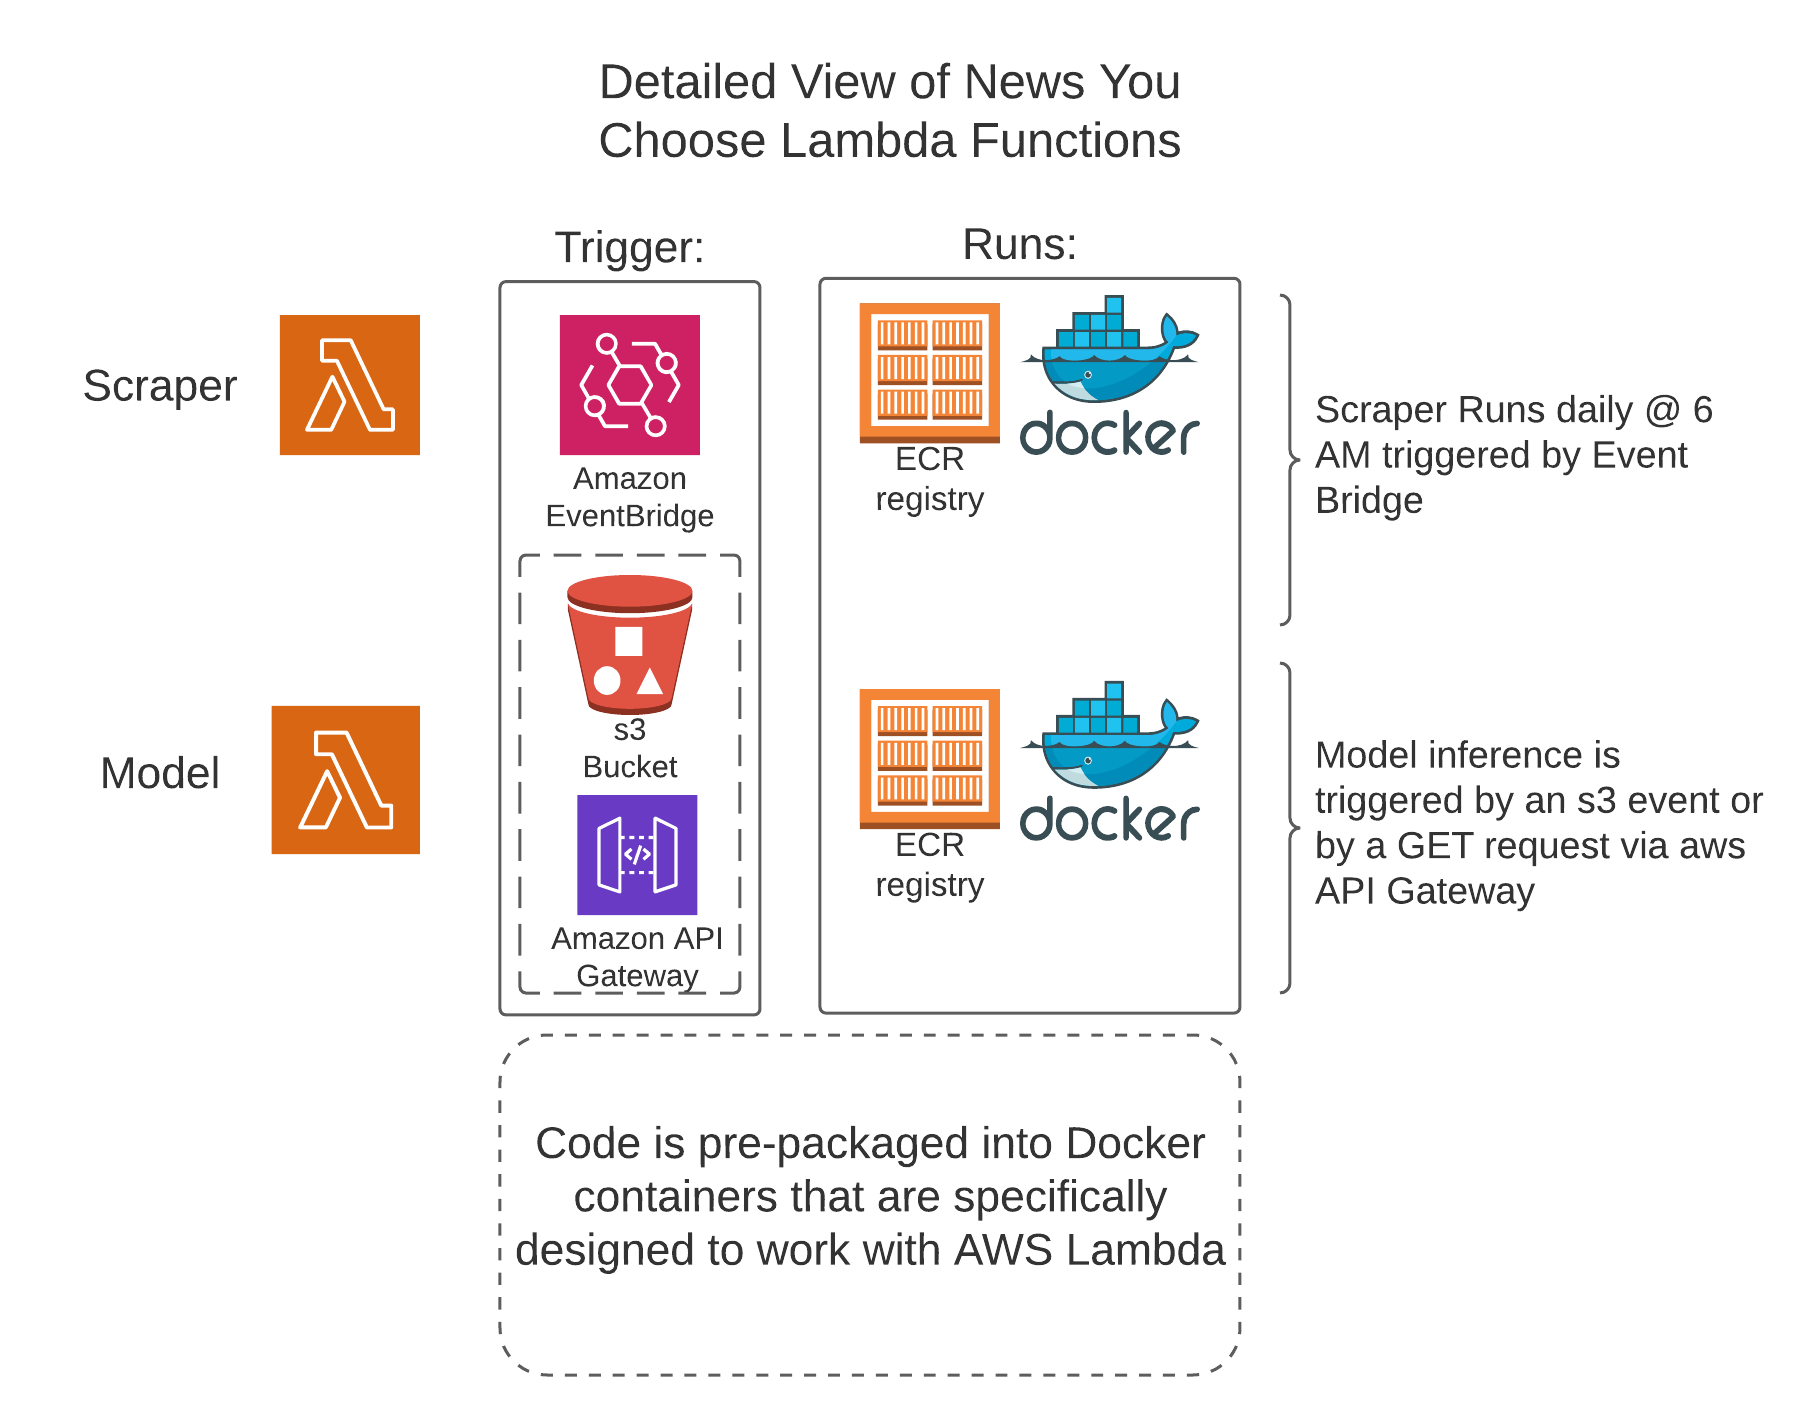 Detailed View of News You
Choose Lambda Functions
Trigger:
Runs:
Scraper
Amazon
EventBridge
ECR
registry
docker
Scraper Runs daily @ 6
AM triggered by Event
Bridge
Model
s3
Bucket
Amazon API
Gateway
ECR
registry
docker
Model inference is
triggered by an s3 event or
by a GET request via aws
API Gateway
Code is pre-packaged into Docker
containers that are specifically
designed to work with AWS Lambda